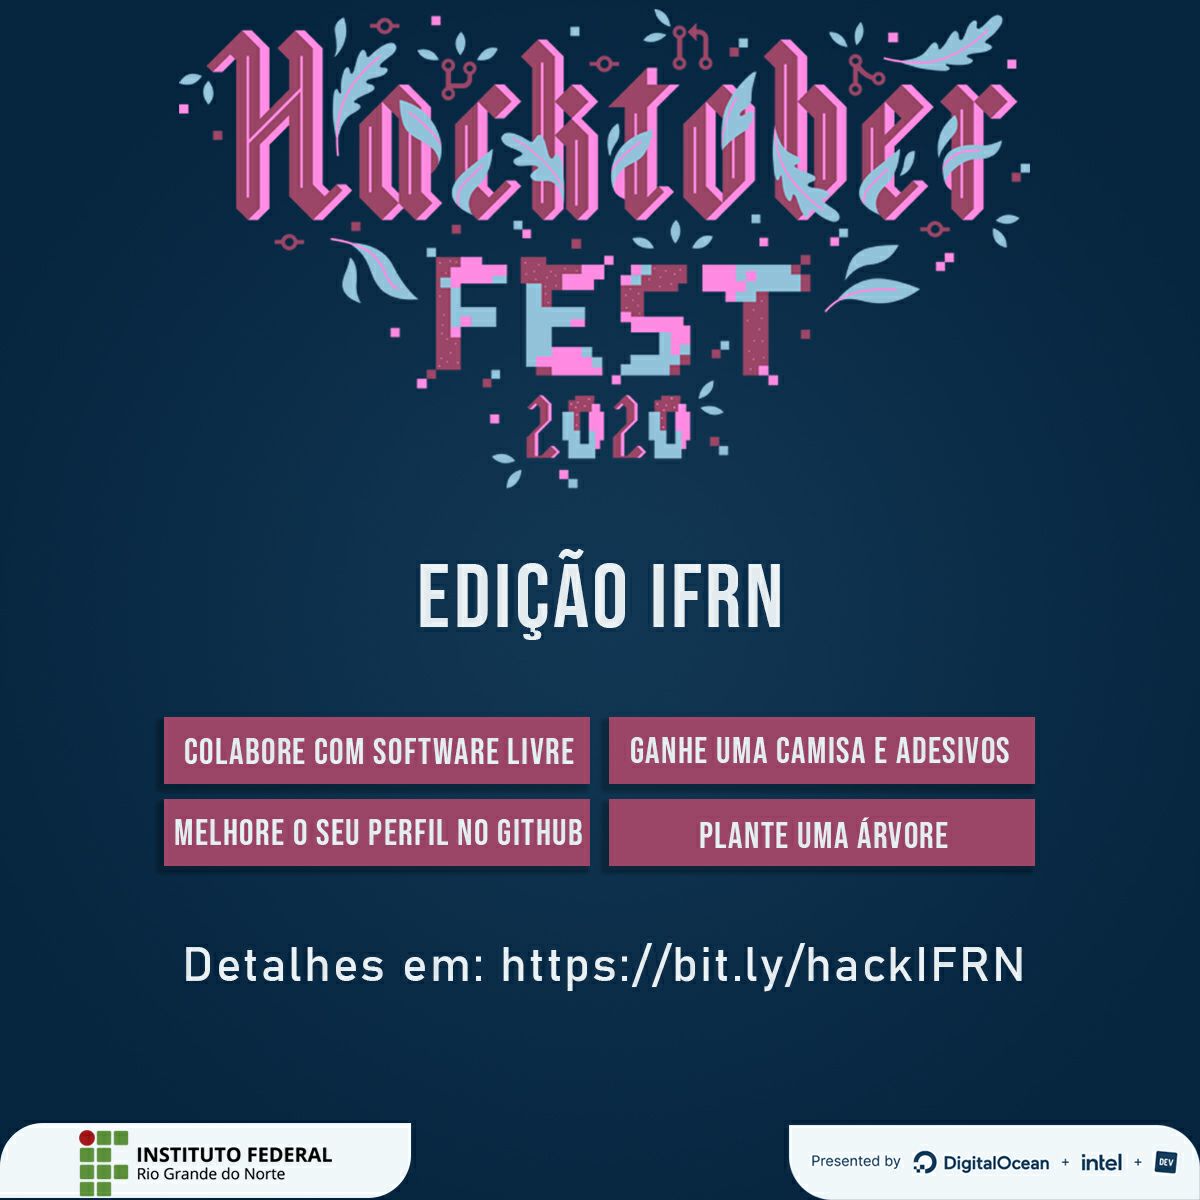 Hacktober
FEST
2020
EDIÇÃO IFRN
COLABORE COM SOFTWARE LIVRE
GANHE UMA CAMISA E ADESIVOS
MELHORE O SEU PERFIL NO GITHUB
PLANTE UMA ÁRVORE
Detalhes em: https://bit.ly/hackIFRN
INSTITUTO FEDERAL
Rio Grande do Norte
Presented by DigitalOcean + intel + DEV